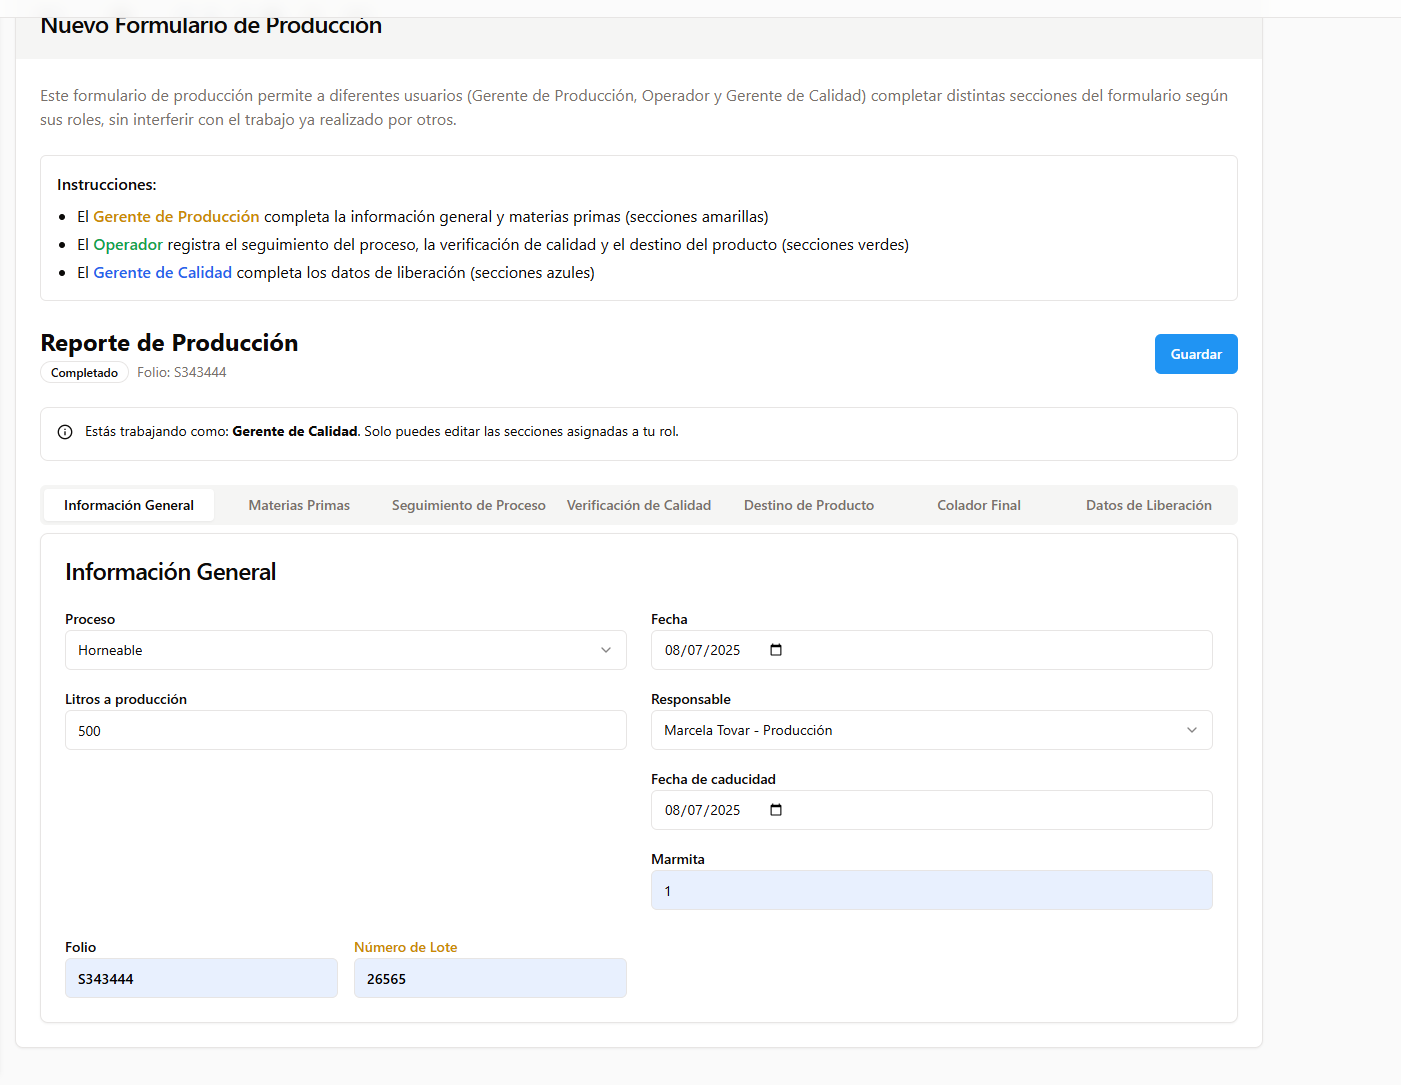 Nuevo Formulario de Producción
Este formulario de producción permite a diferentes usuarios (Gerente de Producción, Operador y Gerente de Calidad) completar distintas secciones del formulario según
sus roles, sin interferir con el trabajo ya realizado por otros.
Instrucciones:
• El Gerente de Producción completa la información general y materias primas (secciones amarillas)
• El Operador registra el seguimiento del proceso, la verificación de calidad y el destino del producto (secciones verdes)
• El Gerente de Calidad completa los datos de liberación (secciones azules)
Reporte de Producción
Guardar
Completado Folio: S343444
Estás trabajando como: Gerente de Calidad. Solo puedes editar las secciones asignadas a tu rol.
Información General Materias Primas Seguimiento de Proceso Verificación de Calidad Destino de Producto Colador Final Datos de Liberación
Información General
Proceso Fecha
Horneable 08/07/2025
Litros a producción Responsable
500 Marcela Tovar - Producción
Fecha de caducidad
08/07/2025
Marmita
1
Folio Número de Lote
S343444 26565